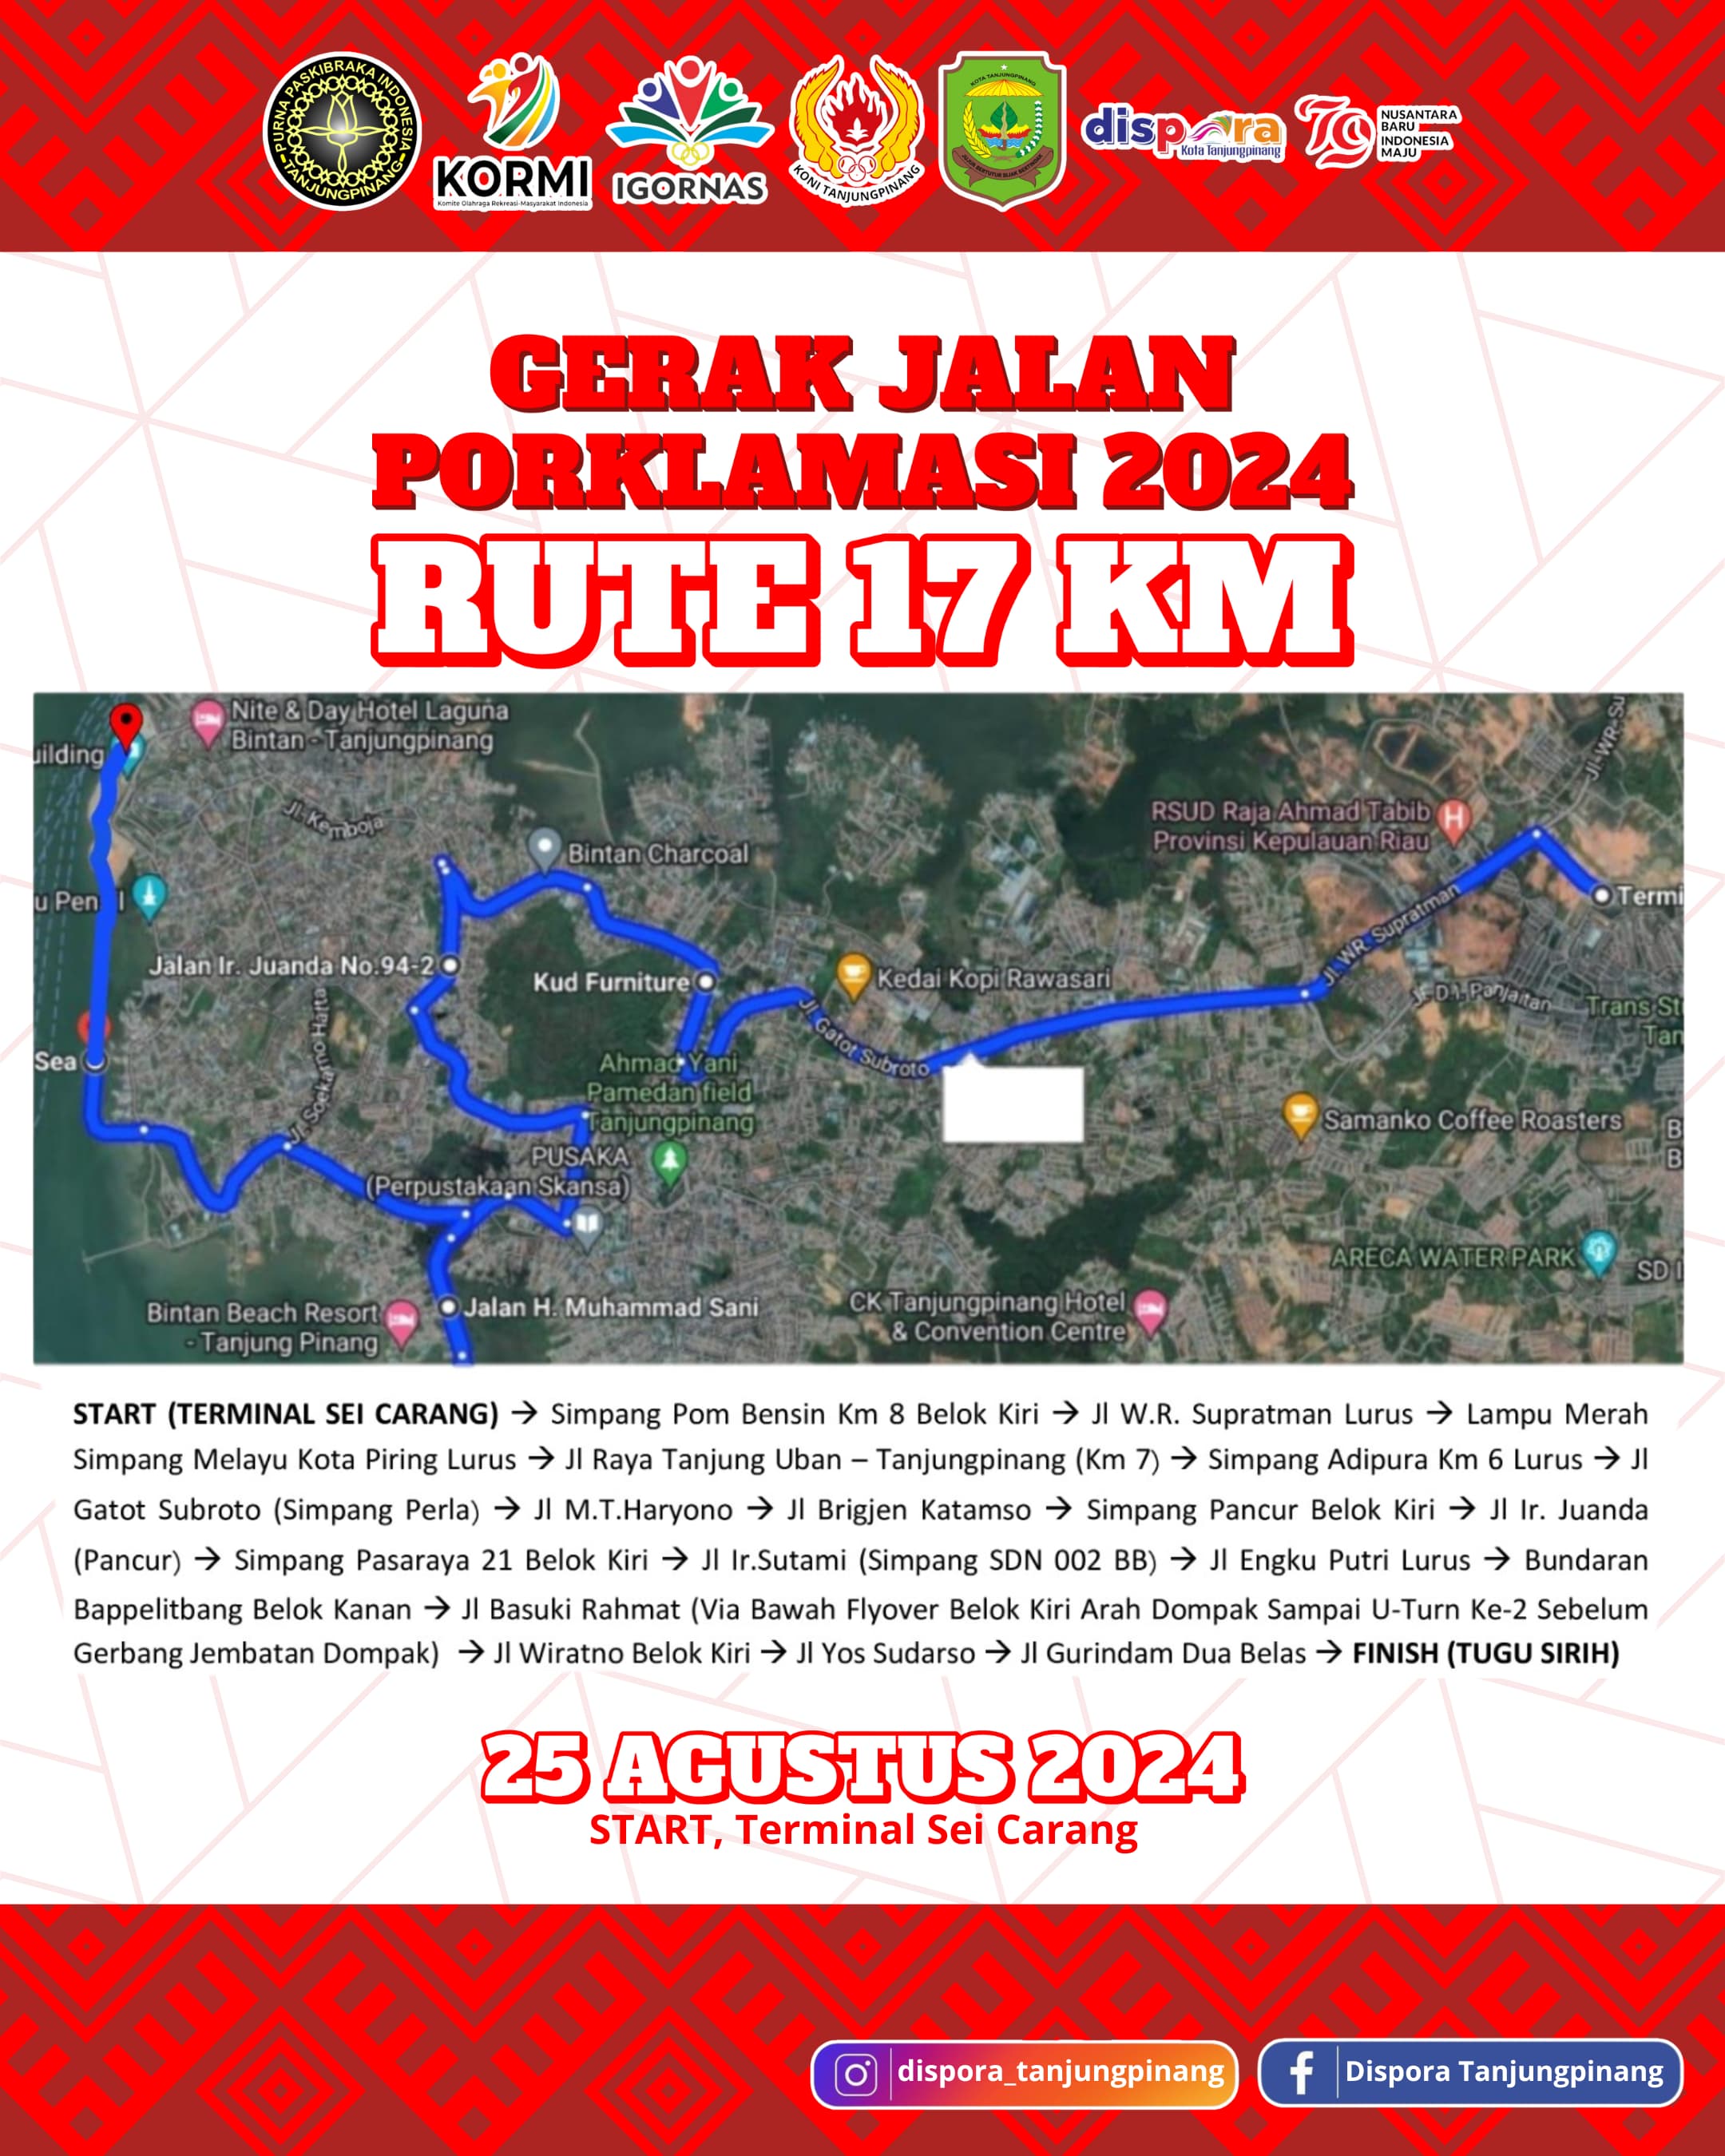 PURNA PASKIBRAKA INDONESIA
TANJUNGPINANG
KORMI
Komite Olahraga Rekreasi-Masyarakat Indonesia
IGORNAS
KONI TANJUNGPINANG
KOTA TANJUNGPINANG
dispora
Kota Tanjungpinang
79
NUSANTARA
BARU
INDONESIA
MAJU
GERAK JALAN
PORKLAMASI 2024
RUTE 17 KM
Nite & Day Hotel Laguna
Bintan - Tanjungpinang
uilding
Jl. Kemboja
Jl. WR. Su
RSUD Raja Ahmad Tabib
Provinsi Kepulauan Riau
Bintan Charcoal
u Pen l
Termi
Jl. WR. Supratman
Jalan Ir. Juanda No.94-2
Kud Furniture
Kedai Kopi Rawasari
Jl. D.I. Panjaitan
Trans St
Tan
Jl. Gatot Subroto
Jl. Soekarno Hatta
Sea
Ahmad Yani
Pamedan field
Tanjungpinang
Samanko Coffee Roasters
B
B
PUSAKA
(Perpustakaan Skansa)
ARECA WATER PARK
SD I
Bintan Beach Resort
- Tanjung Pinang
Jalan H. Muhammad Sani
CK Tanjungpinang Hotel
& Convention Centre
START (TERMINAL SEI CARANG) → Simpang Pom Bensin Km 8 Belok Kiri → Jl W.R. Supratman Lurus → Lampu Merah
Simpang Melayu Kota Piring Lurus → Jl Raya Tanjung Uban – Tanjungpinang (Km 7) → Simpang Adipura Km 6 Lurus → Jl
Gatot Subroto (Simpang Perla) → Jl M.T.Haryono → Jl Brigjen Katamso → Simpang Pancur Belok Kiri → Jl Ir. Juanda
(Pancur) → Simpang Pasaraya 21 Belok Kiri → Jl Ir.Sutami (Simpang SDN 002 BB) → Jl Engku Putri Lurus → Bundaran
Bappelitbang Belok Kanan → Jl Basuki Rahmat (Via Bawah Flyover Belok Kiri Arah Dompak Sampai U-Turn Ke-2 Sebelum
Gerbang Jembatan Dompak) → Jl Wiratno Belok Kiri → Jl Yos Sudarso → Jl Gurindam Dua Belas → FINISH (TUGU SIRIH)
25 AGUSTUS 2024
START, Terminal Sei Carang
dispora_tanjungpinang
Dispora Tanjungpinang